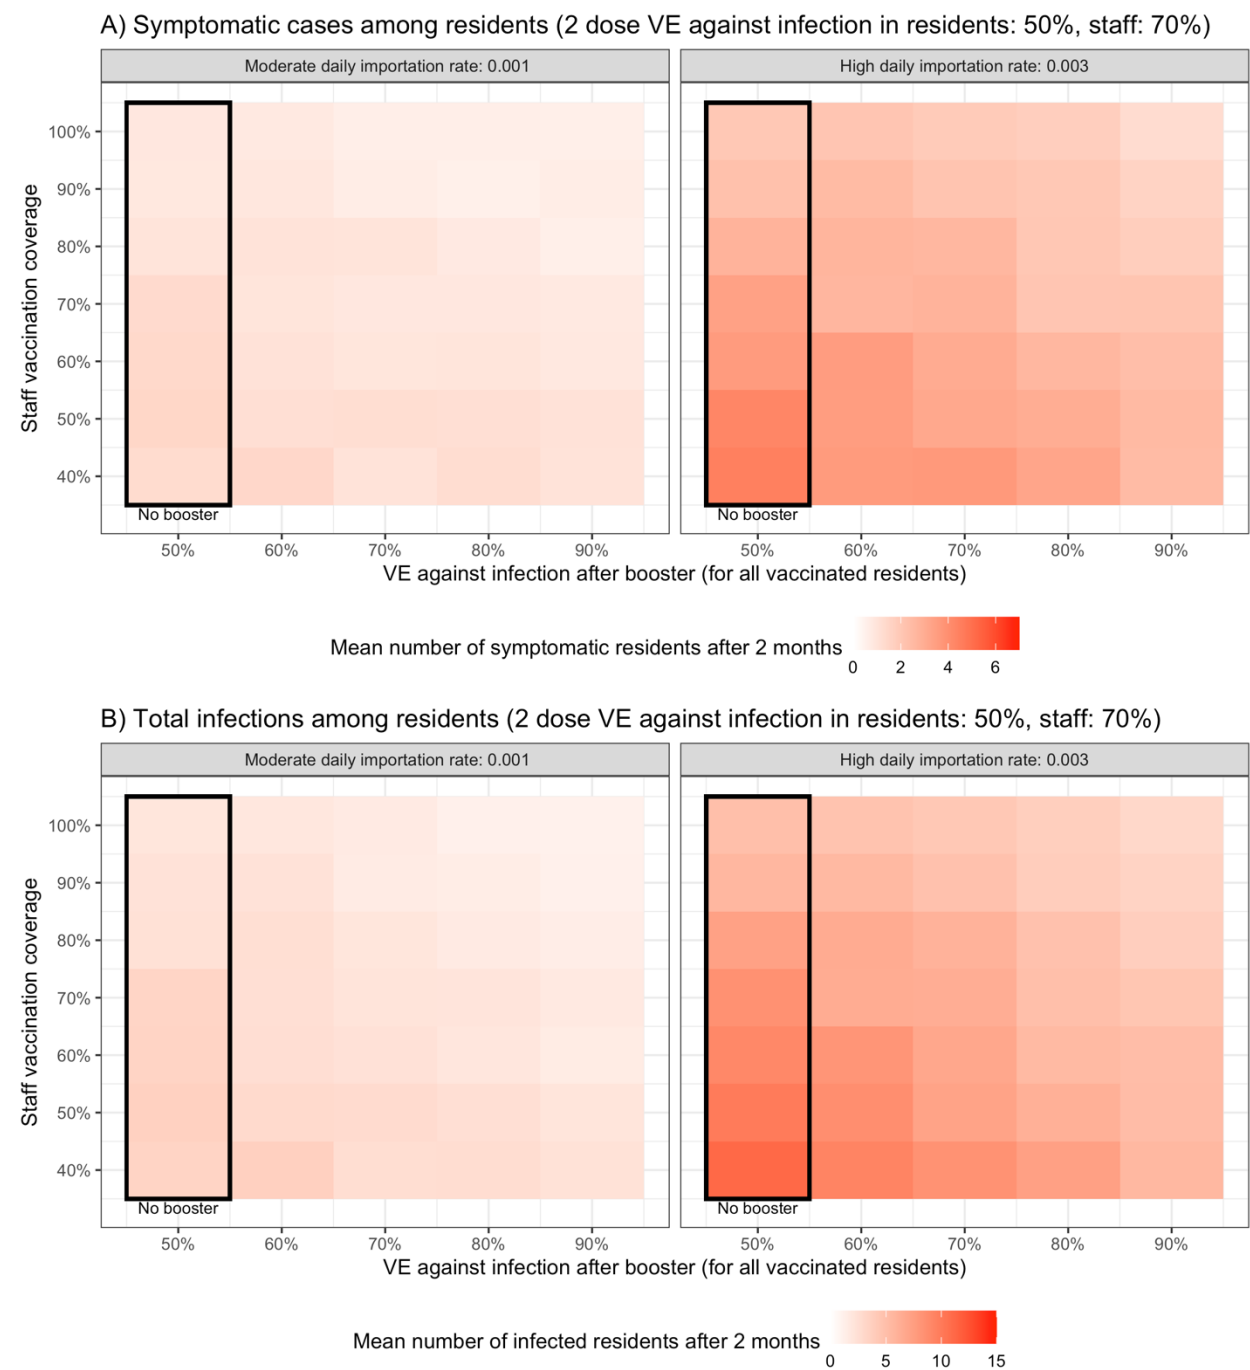 A) Symptomatic cases among residents (2 dose VE against infection in residents: 50%, staff: 70%)
Moderate daily importation rate: 0.001
High daily importation rate: 0.003
Staff vaccination coverage
100%
90%
80%
70%
60%
50%
40%
No booster
No booster
50% 60% 70% 80% 90%
50% 60% 70% 80% 90%
VE against infection after booster (for all vaccinated residents)
Mean number of symptomatic residents after 2 months
0 2 4 6
B) Total infections among residents (2 dose VE against infection in residents: 50%, staff: 70%)
Moderate daily importation rate: 0.001
High daily importation rate: 0.003
Staff vaccination coverage
100%
90%
80%
70%
60%
50%
40%
No booster
No booster
50% 60% 70% 80% 90%
50% 60% 70% 80% 90%
VE against infection after booster (for all vaccinated residents)
Mean number of infected residents after 2 months
0 5 10 15